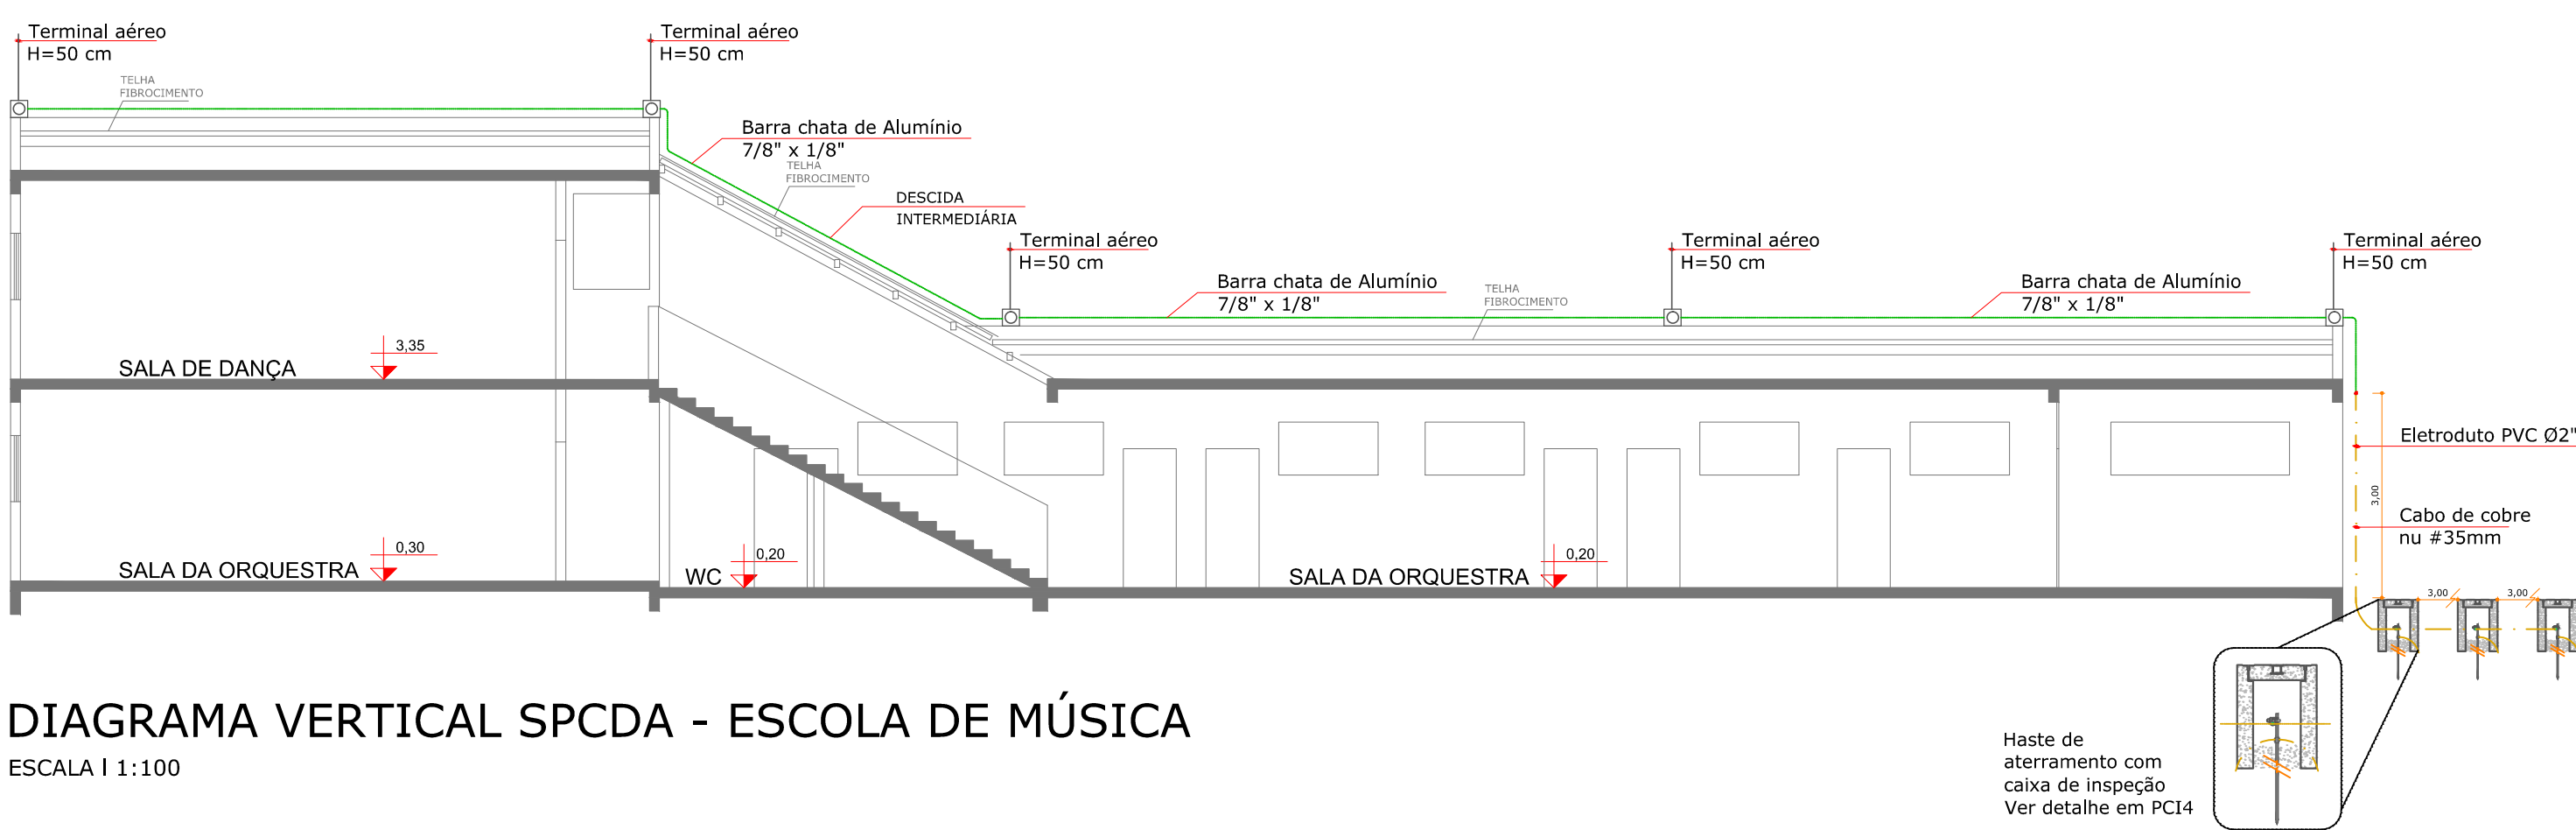 Terminal aéreo
H=50 cm
Terminal aéreo
H=50 cm
TELHA
FIBROCIMENTO
Barra chata de Alumínio
7/8" x 1/8"
TELHA
FIBROCIMENTO
DESCIDA
INTERMEDIÁRIA
Terminal aéreo
H=50 cm
Terminal aéreo
H=50 cm
Terminal aéreo
H=50 cm
Barra chata de Alumínio
7/8" x 1/8"
TELHA
FIBROCIMENTO
Barra chata de Alumínio
7/8" x 1/8"
SALA DE DANÇA
3,35
Eletroduto PVC Ø2"
3,00
Cabo de cobre
nu #35mm
SALA DA ORQUESTRA
0,30
WC
0,20
SALA DA ORQUESTRA
0,20
3,00
3,00
DIAGRAMA VERTICAL SPCDA - ESCOLA DE MÚSICA
ESCALA | 1:100
Haste de
aterramento com
caixa de inspeção
Ver detalhe em PCI4